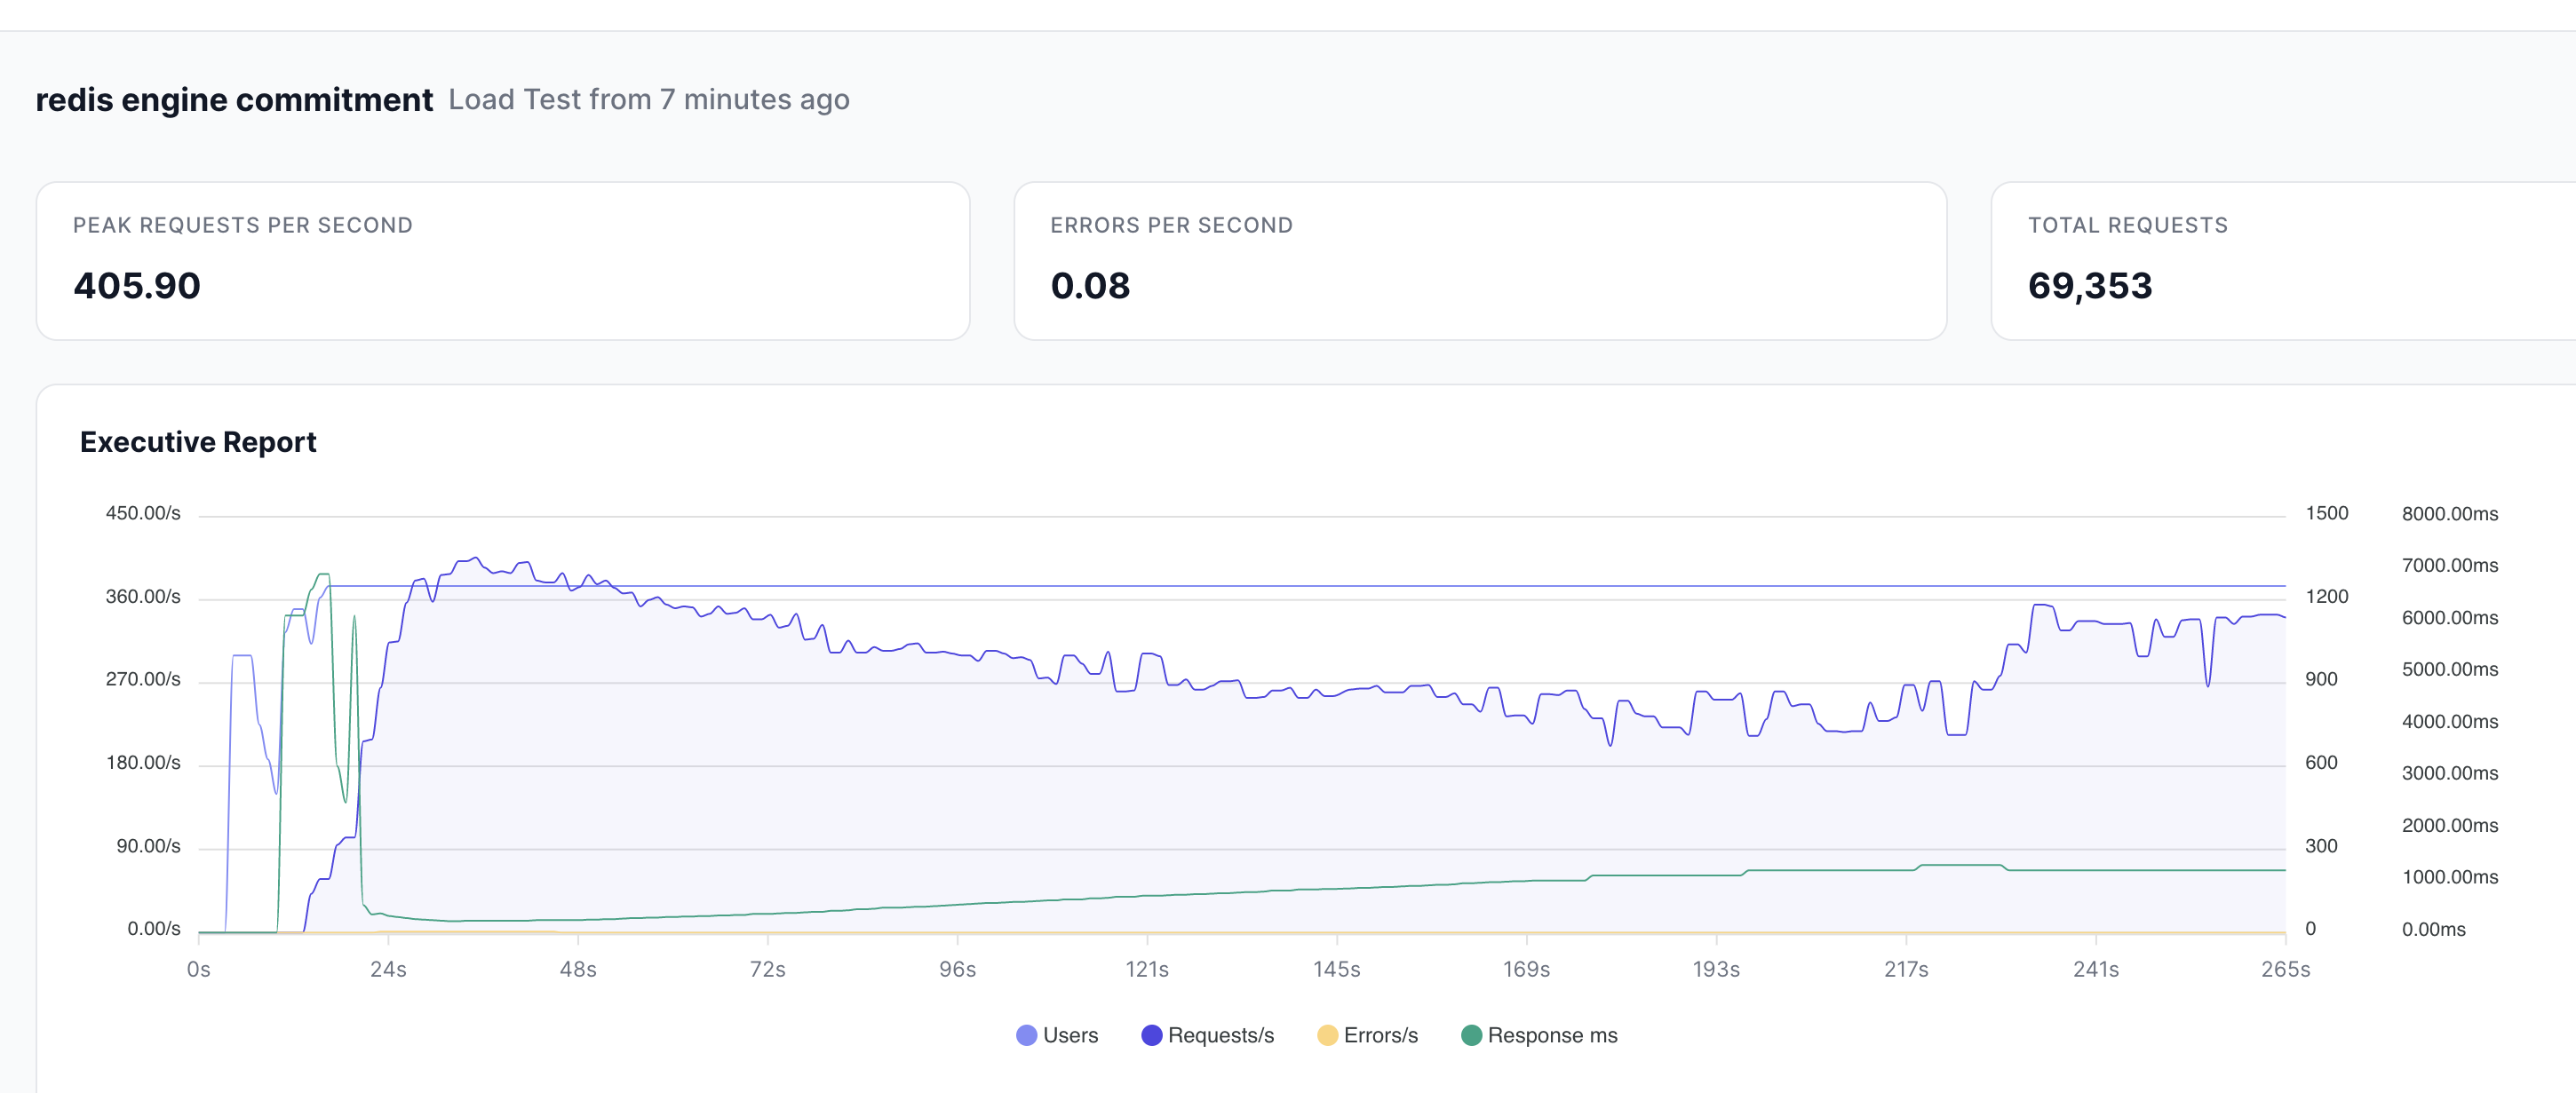 redis engine commitment Load Test from 7 minutes ago
PEAK REQUESTS PER SECOND
405.90
ERRORS PER SECOND
0.08
TOTAL REQUESTS
69,353
Executive Report
450.00/s
360.00/s
270.00/s
180.00/s
90.00/s
0.00/s
1500
1200
900
600
300
0
8000.00ms
7000.00ms
6000.00ms
5000.00ms
4000.00ms
3000.00ms
2000.00ms
1000.00ms
0.00ms
0s 24s 48s 72s 96s 121s 145s 169s 193s 217s 241s 265s
Users Requests/s Errors/s Response ms